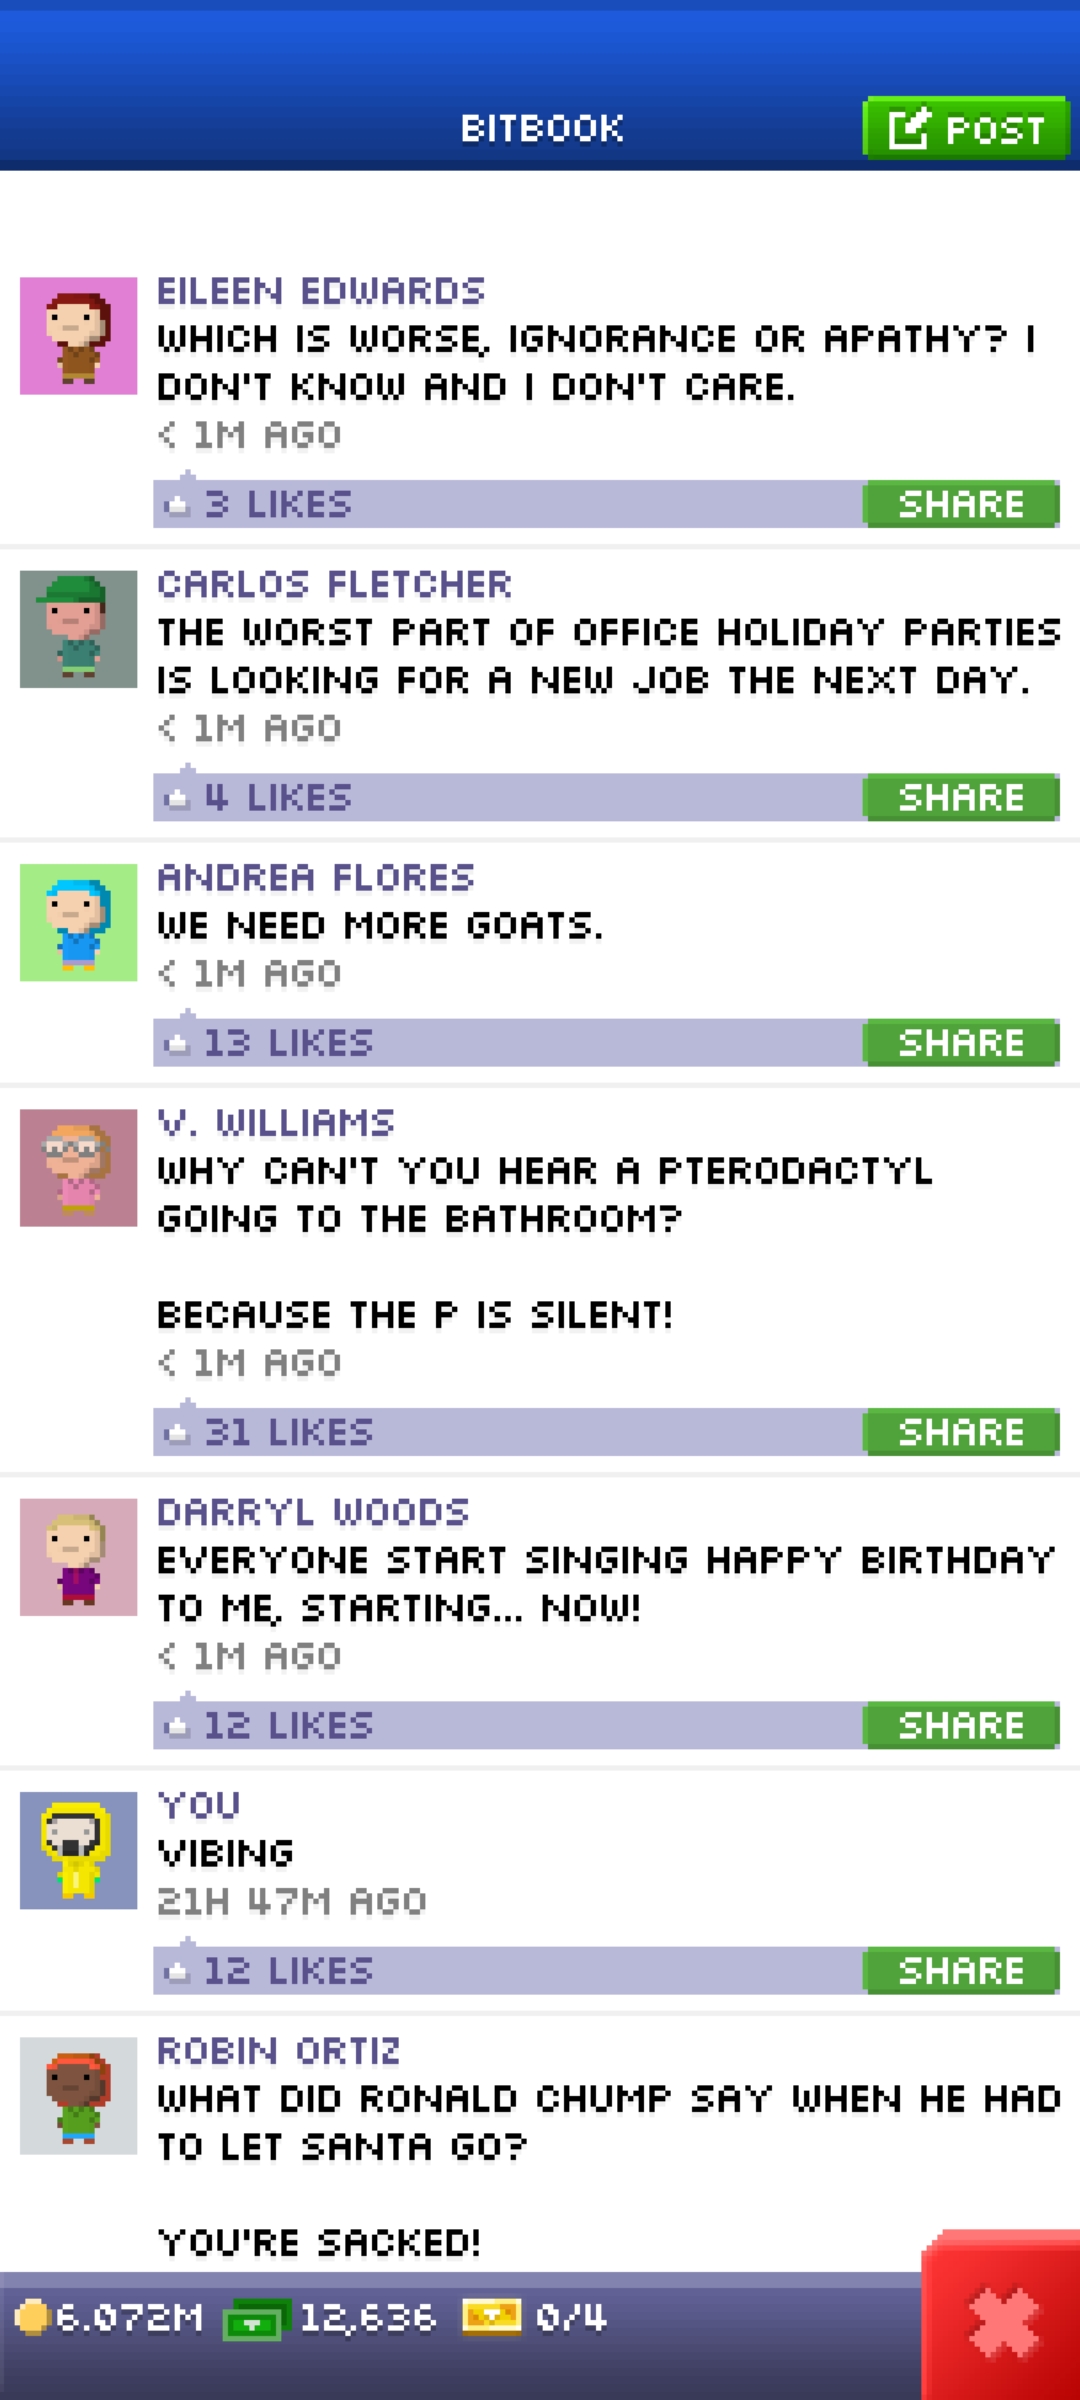 BITBOOK
POST
EILEEN EDWARDS
WHICH IS WORSE, IGNORANCE OR APATHY? I
DON'T KNOW AND I DON'T CARE.
< 1M AGO
3 LIKES
SHARE
CARLOS FLETCHER
THE WORST PART OF OFFICE HOLIDAY PARTIES
IS LOOKING FOR A NEW JOB THE NEXT DAY.
< 1M AGO
4 LIKES
SHARE
ANDREA FLORES
WE NEED MORE GOATS.
< 1M AGO
13 LIKES
SHARE
V. WILLIAMS
WHY CAN'T YOU HEAR A PTERODACTYL
GOING TO THE BATHROOM?
BECAUSE THE P IS SILENT!
< 1M AGO
31 LIKES
SHARE
DARRYL WOODS
EVERYONE START SINGING HAPPY BIRTHDAY
TO ME, STARTING... NOW!
< 1M AGO
12 LIKES
SHARE
YOU
VIBING
21H 47M AGO
12 LIKES
SHARE
ROBIN ORTIZ
WHAT DID RONALD CHUMP SAY WHEN HE HAD
TO LET SANTA GO?
YOU'RE SACKED!
6.072M 12,636 0/4